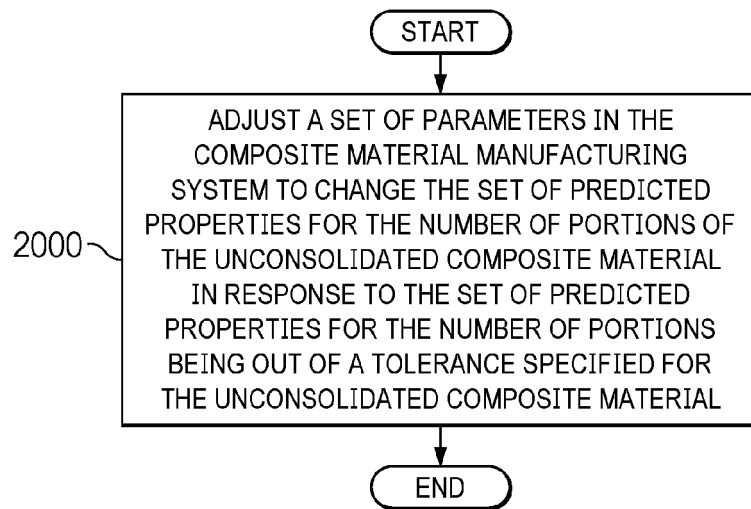 START
ADJUST A SET OF PARAMETERS IN THE
COMPOSITE MATERIAL MANUFACTURING
SYSTEM TO CHANGE THE SET OF PREDICTED
PROPERTIES FOR THE NUMBER OF PORTIONS OF
THE UNCONSOLIDATED COMPOSITE MATERIAL
IN RESPONSE TO THE SET OF PREDICTED
PROPERTIES FOR THE NUMBER OF PORTIONS
BEING OUT OF A TOLERANCE SPECIFIED FOR
THE UNCONSOLIDATED COMPOSITE MATERIAL
2000
END